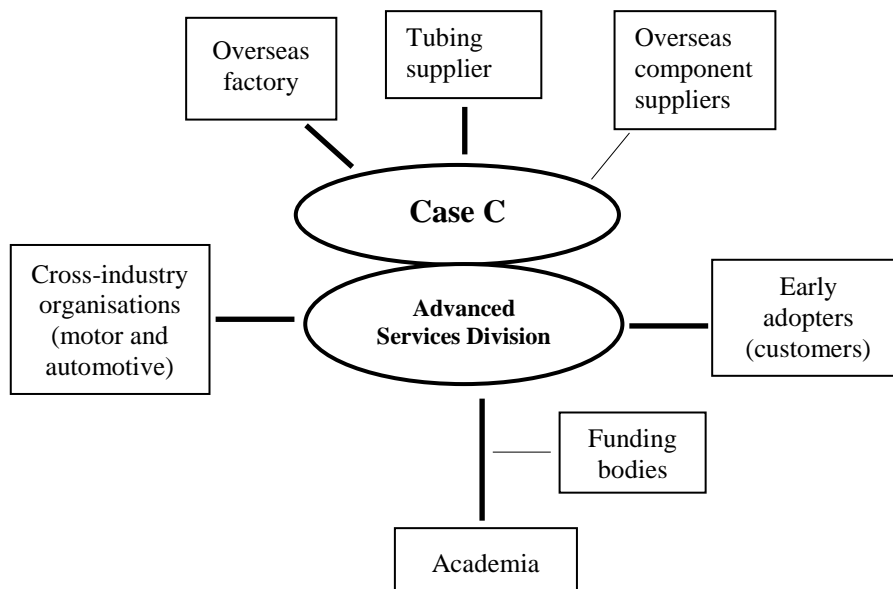 Overseas
factory
Tubing
supplier
Overseas
component
suppliers
Case C
Cross-industry
organisations
(motor and
automotive)
Advanced
Services Division
Early
adopters
(customers)
Funding
bodies
Academia